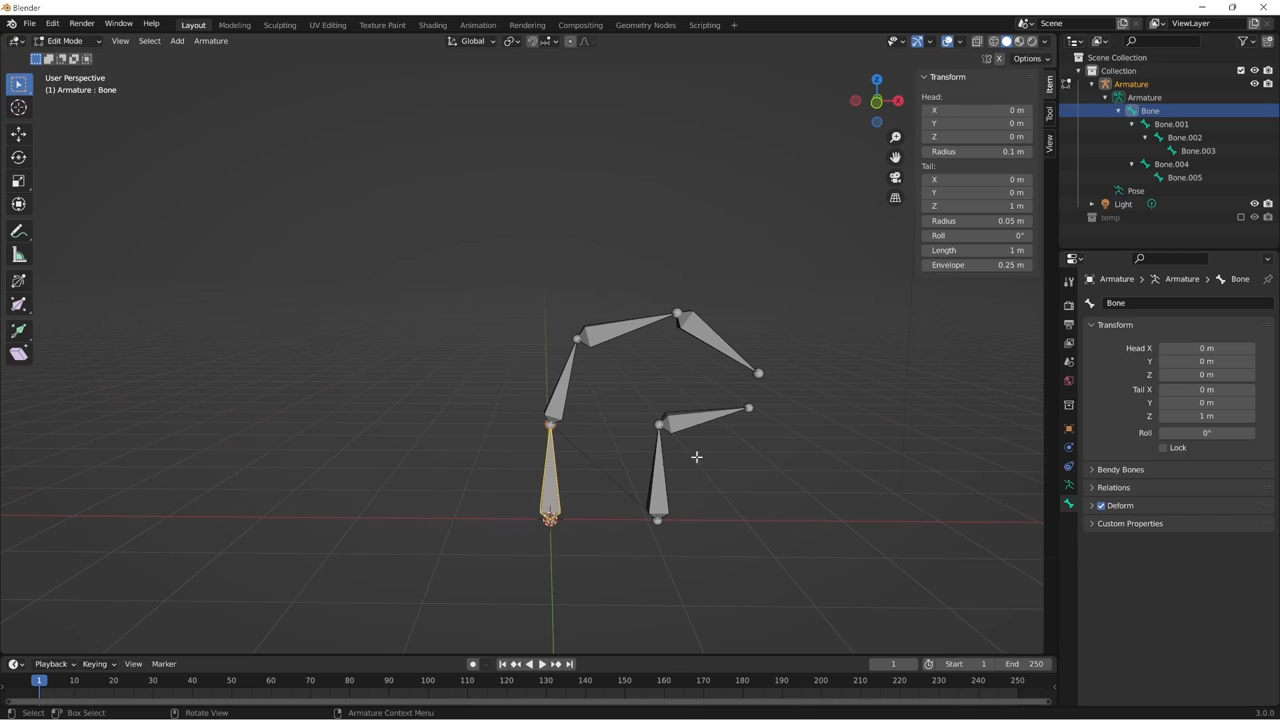 Blender
File Edit Render Window Help Layout Modeling Sculpting UV Editing Texture Paint Shading Animation Rendering Compositing Geometry Nodes Scripting + Scene ViewLayer
Edit Mode View Select Add Armature Global
Options
User Perspective
(1) Armature : Bone
Z
X
Transform
Head:
X 0 m
Y 0 m
Z 0 m
Radius 0.1 m
Tail:
X 0 m
Y 0 m
Z 1 m
Radius 0.05 m
Roll 0°
Length 1 m
Envelope 0.25 m
Item
Tool
View
Scene Collection
Collection
Armature
Armature
Bone
Bone.001
Bone.002
Bone.003
Bone.004
Bone.005
Pose
Light
temp
Armature > Armature > Bone
Bone
Transform
Head X 0 m
Y 0 m
Z 0 m
Tail X 0 m
Y 0 m
Z 1 m
Roll 0°
Lock
Bendy Bones
Relations
Deform
Custom Properties
Playback Keying View Marker 1 Start 1 End 250
1 10 20 30 40 50 60 70 80 90 100 110 120 130 140 150 160 170 180 190 200 210 220 230 240 250
Select Box Select Rotate View Armature Context Menu 3.0.0